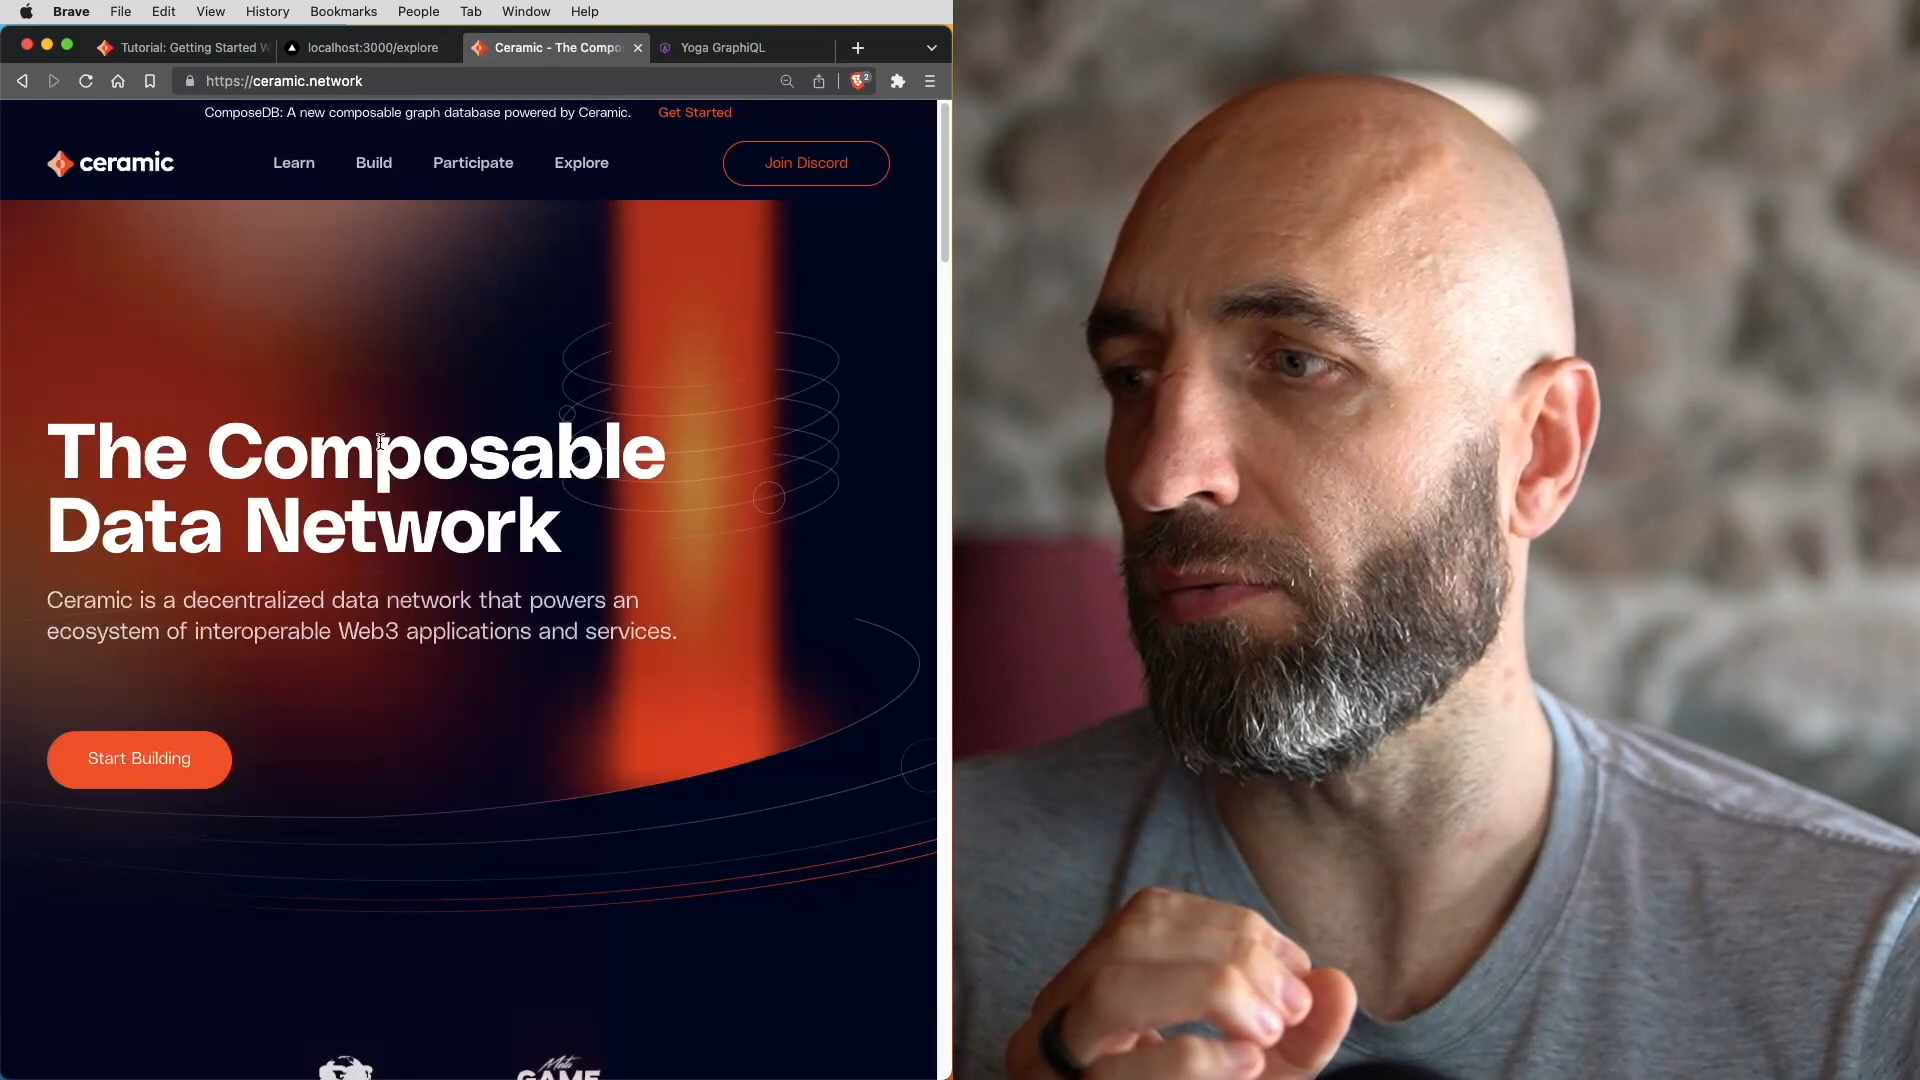 Brave File Edit View History Bookmarks People Tab Window Help
Tutorial: Getting Started W localhost:3000/explore Ceramic - The Compo Yoga GraphiQL
https://ceramic.network 2
ComposeDB: A new composable graph database powered by Ceramic. Get Started
ceramic Learn Build Participate Explore Join Discord
The Composable
Data Network
Ceramic is a decentralized data network that powers an
ecosystem of interoperable Web3 applications and services.
Start Building
Meta
GAME